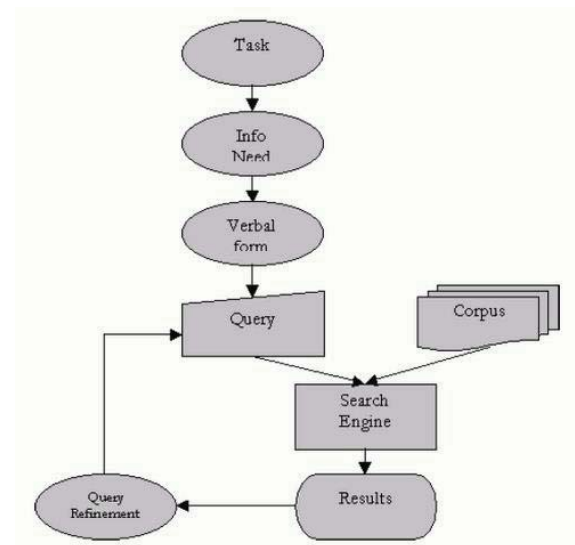 Task
Info
Need
Verbal
form
Query
Corpus
Search
Engine
Results
Query
Refinement